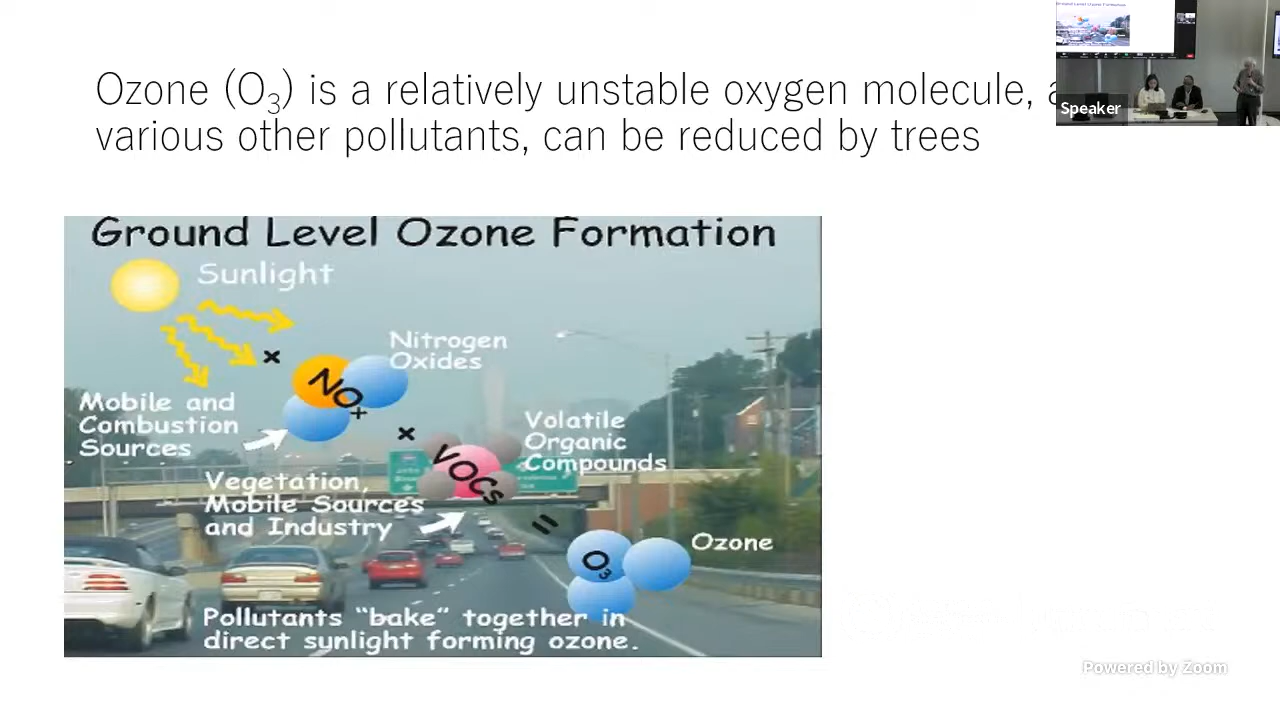 Ozone (O₃) is a relatively unstable oxygen molecule,
various other pollutants, can be reduced by trees
Speaker
Ground Level Ozone Formation
Sunlight
x
Nitrogen
Oxides
NO
+
Mobile and
Combustion
Sources
x
Volatile
Organic
Compounds
VOCs
Vegetation,
Mobile Sources
and Industry
=
O₃
Ozone
Pollutants “bake” together in
direct sunlight forming ozone.
Powered by Zoom